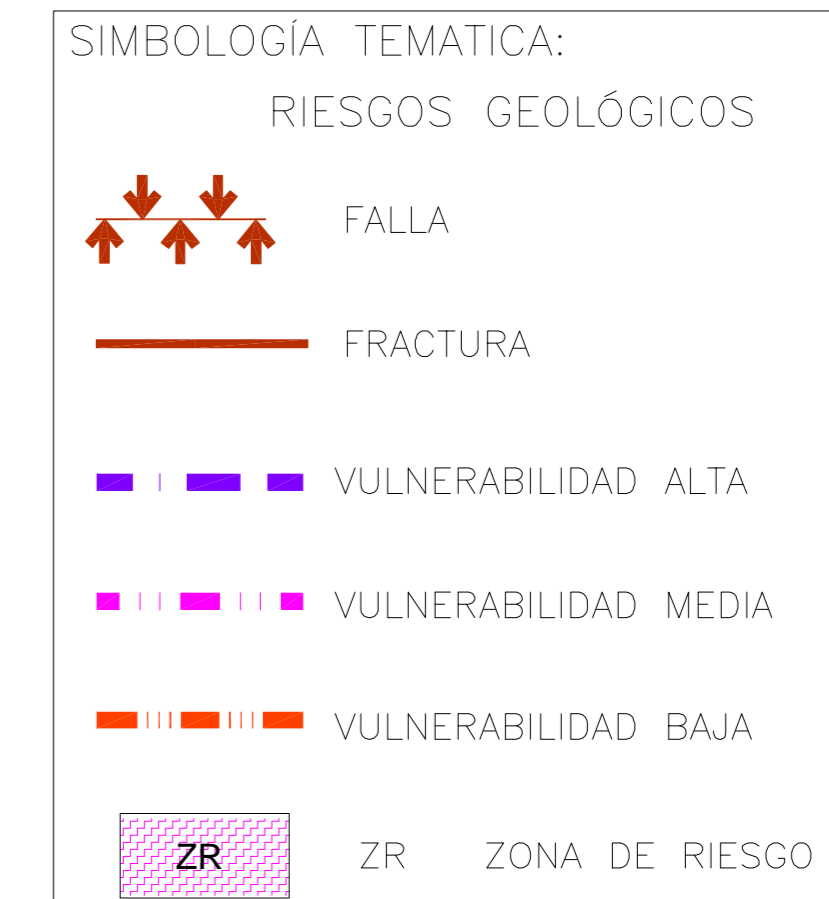 SIMBOLOGÍA TEMATICA:
RIESGOS GEOLÓGICOS
FALLA
FRACTURA
VULNERABILIDAD ALTA
VULNERABILIDAD MEDIA
VULNERABILIDAD BAJA
ZR ZR ZONA DE RIESGO